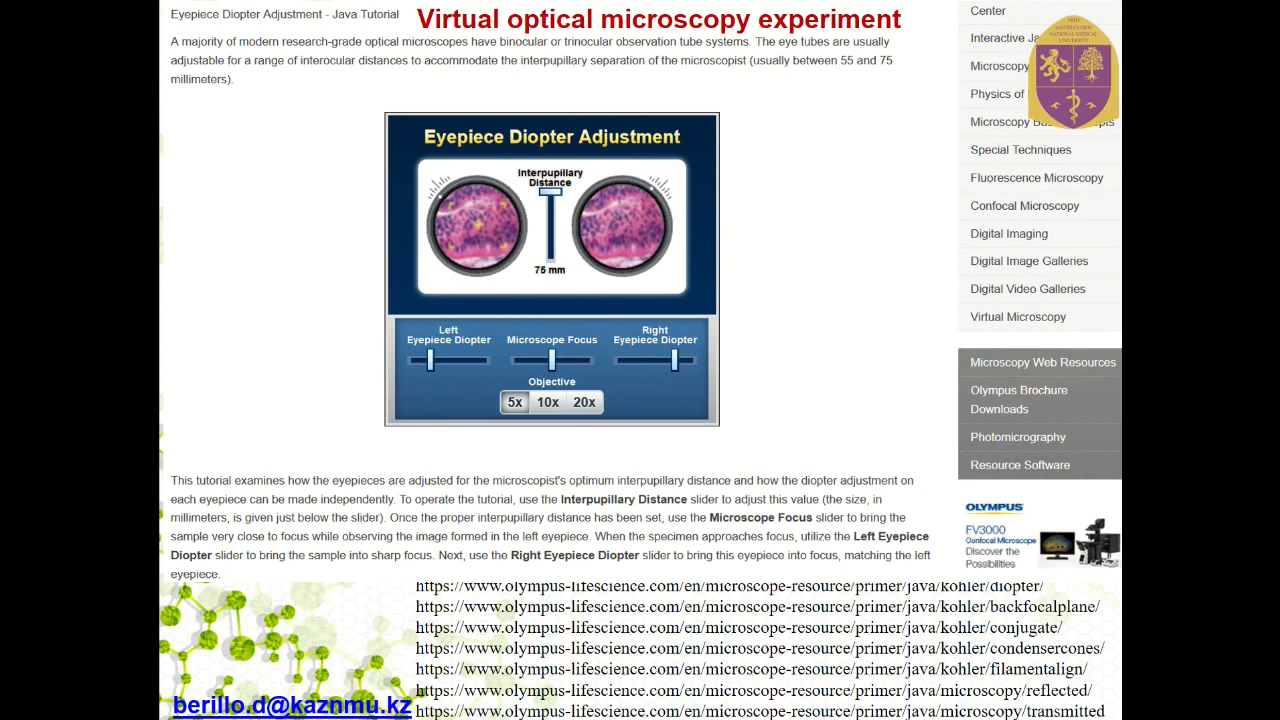 Eyepiece Diopter Adjustment - Java Tutorial
Virtual optical microscopy experiment
A majority of modern research-grade optical microscopes have binocular or trinocular observation tube systems. The eye tubes are usually
adjustable for a range of interocular distances to accommodate the interpupillary separation of the microscopist (usually between 55 and 75
millimeters).
Eyepiece Diopter Adjustment
Interpupillary
Distance
75 mm
Left
Eyepiece Diopter
Microscope Focus
Right
Eyepiece Diopter
Objective
5x 10x 20x
This tutorial examines how the eyepieces are adjusted for the microscopist's optimum interpupillary distance and how the diopter adjustment on
each eyepiece can be made independently. To operate the tutorial, use the Interpupillary Distance slider to adjust this value (the size, in
millimeters, is given just below the slider). Once the proper interpupillary distance has been set, use the Microscope Focus slider to bring the
sample very close to focus while observing the image formed in the left eyepiece. When the specimen approaches focus, utilize the Left Eyepiece
Diopter slider to bring the sample into sharp focus. Next, use the Right Eyepiece Diopter slider to bring this eyepiece into focus, matching the left
eyepiece.
https://www.olympus-lifescience.com/en/microscope-resource/primer/java/kohler/diopter/
https://www.olympus-lifescience.com/en/microscope-resource/primer/java/kohler/backfocalplane/
https://www.olympus-lifescience.com/en/microscope-resource/primer/java/kohler/conjugate/
https://www.olympus-lifescience.com/en/microscope-resource/primer/java/kohler/condensercones/
https://www.olympus-lifescience.com/en/microscope-resource/primer/java/kohler/filamentalign/
https://www.olympus-lifescience.com/en/microscope-resource/primer/java/microscopy/reflected/
https://www.olympus-lifescience.com/en/microscope-resource/primer/java/microscopy/transmitted
berillo.d@kaznmu.kz
Center
Interactive
Microscopy
Physics of
Microscopy
Special Techniques
Fluorescence Microscopy
Confocal Microscopy
Digital Imaging
Digital Image Galleries
Digital Video Galleries
Virtual Microscopy
Microscopy Web Resources
Olympus Brochure
Downloads
Photomicrography
Resource Software
OLYMPUS
FV3000
Confocal Microscope
Discover the
Possibilities
1930
NATIONAL MEDICAL
UNIVERSITY